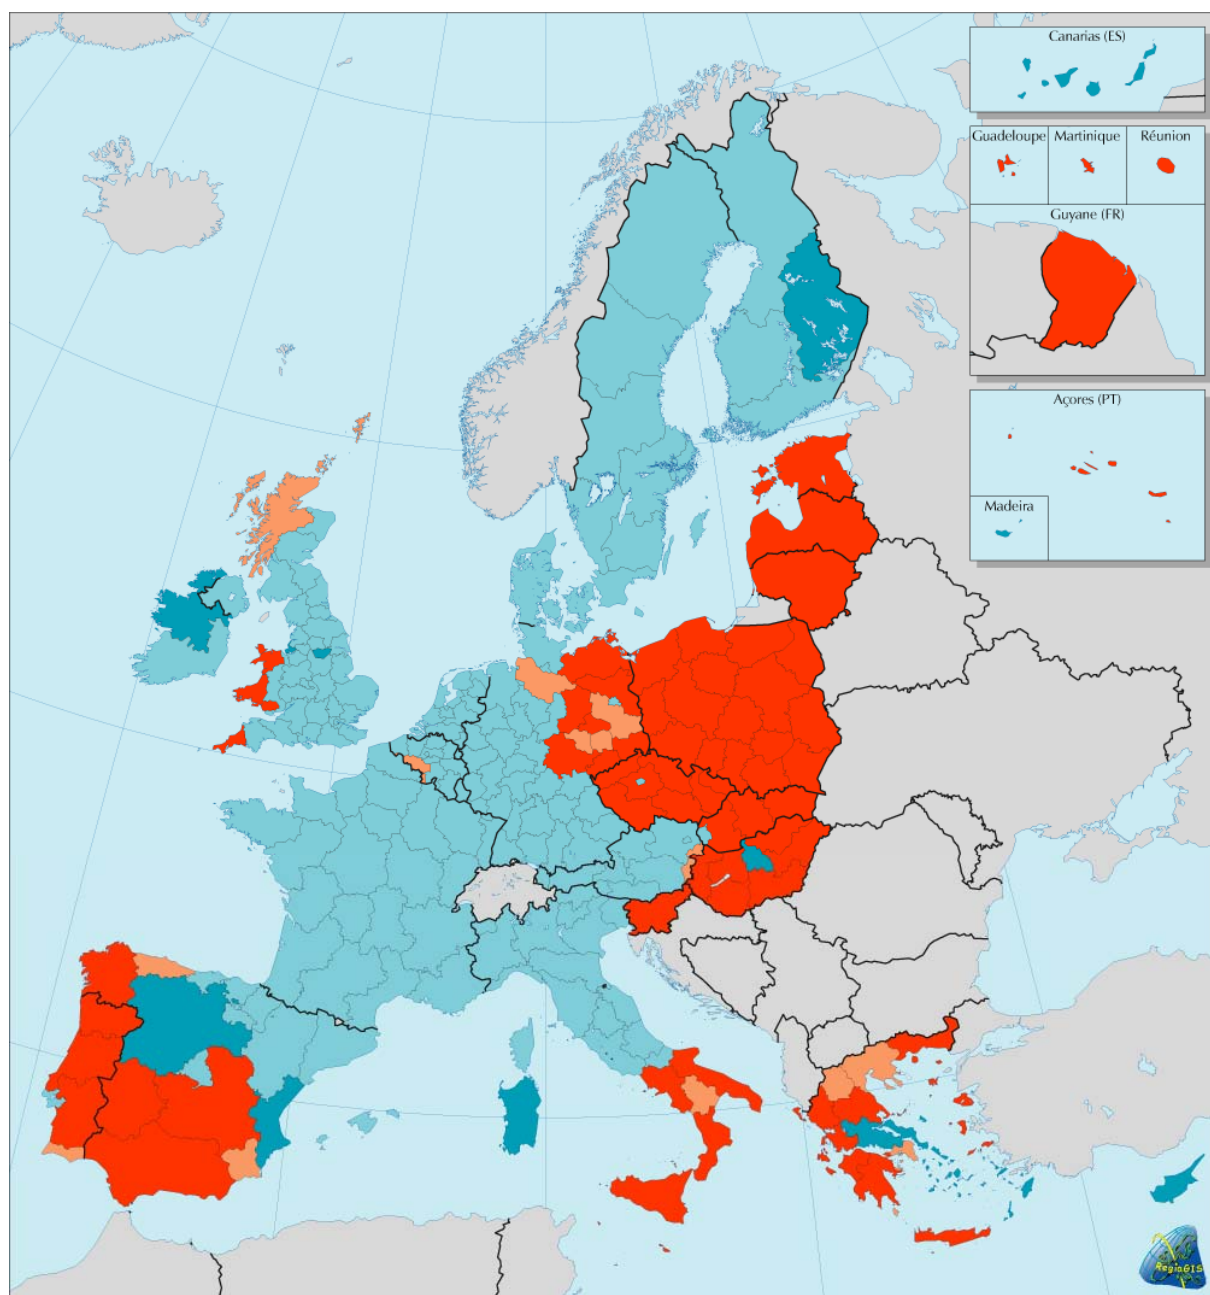 Canarias (ES)
Guadeloupe
Martinique
Réunion
Guyane (FR)
Açores (PT)
Madeira
RegioGIS